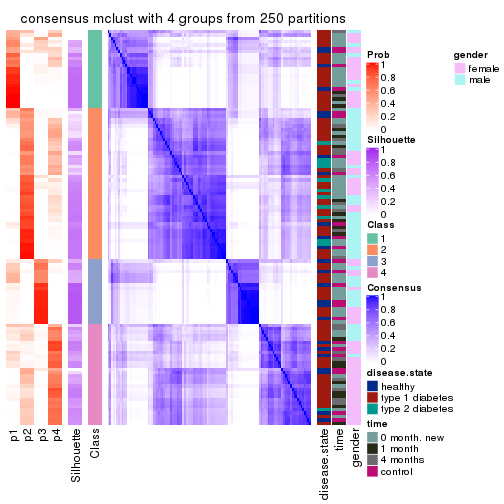 consensus mclust with 4 groups from 250 partitions
Prob
1
0.8
0.6
0.4
0.2
0
gender
female
male
Silhouette
1
0.8
0.6
0.4
0.2
0
Class
1
2
3
4
Consensus
1
0.8
0.6
0.4
0.2
0
disease.state
healthy
type 1 diabetes
type 2 diabetes
time
0 month. new
1 month
4 months
control
p1
p2
p3
p4
Silhouette
Class
disease.state
time
gender